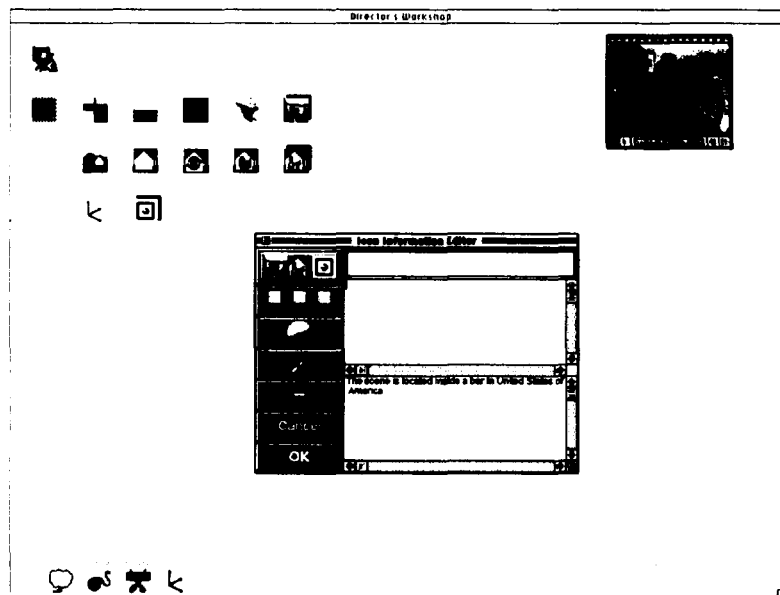 Director's Workshop
Icon Information Editor
The scene is located inside a bar in United States of
America
Cancel
OK